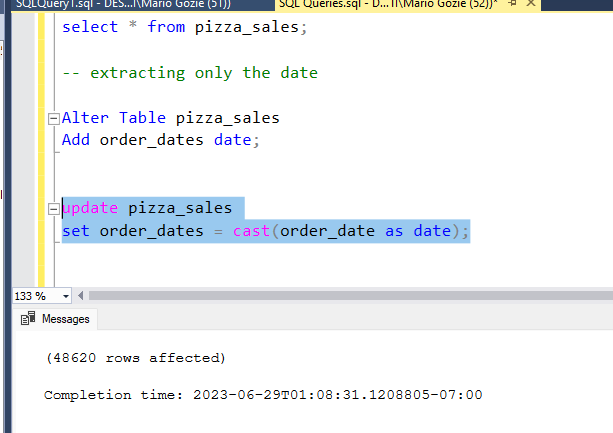 SQLQuery1.sql - DES...I\Mario Gozie (51))
SQL Queries.sql - D...TI\Mario Gozie (52))*
select * from pizza_sales;
-- extracting only the date
Alter Table pizza_sales
Add order_dates date;
update pizza_sales
set order_dates = cast(order_date as date);
133 %
Messages
(48620 rows affected)
Completion time: 2023-06-29T01:08:31.1208805-07:00